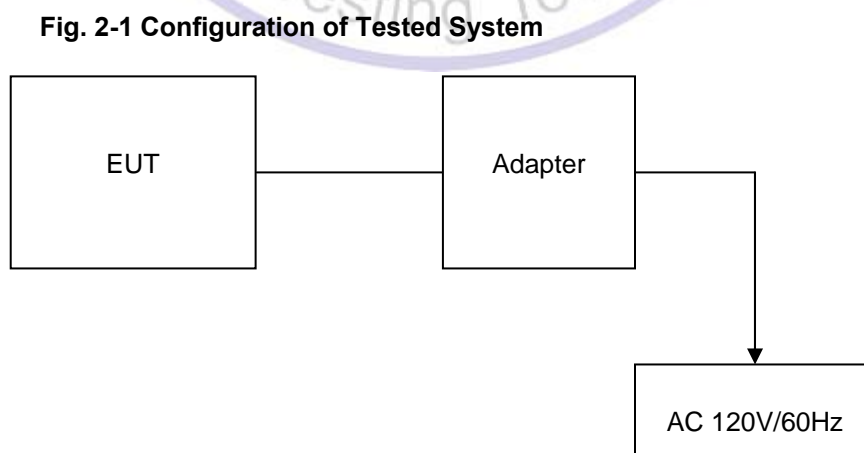 Fig. 2-1 Configuration of Tested System
EUT
Adapter
AC 120V/60Hz